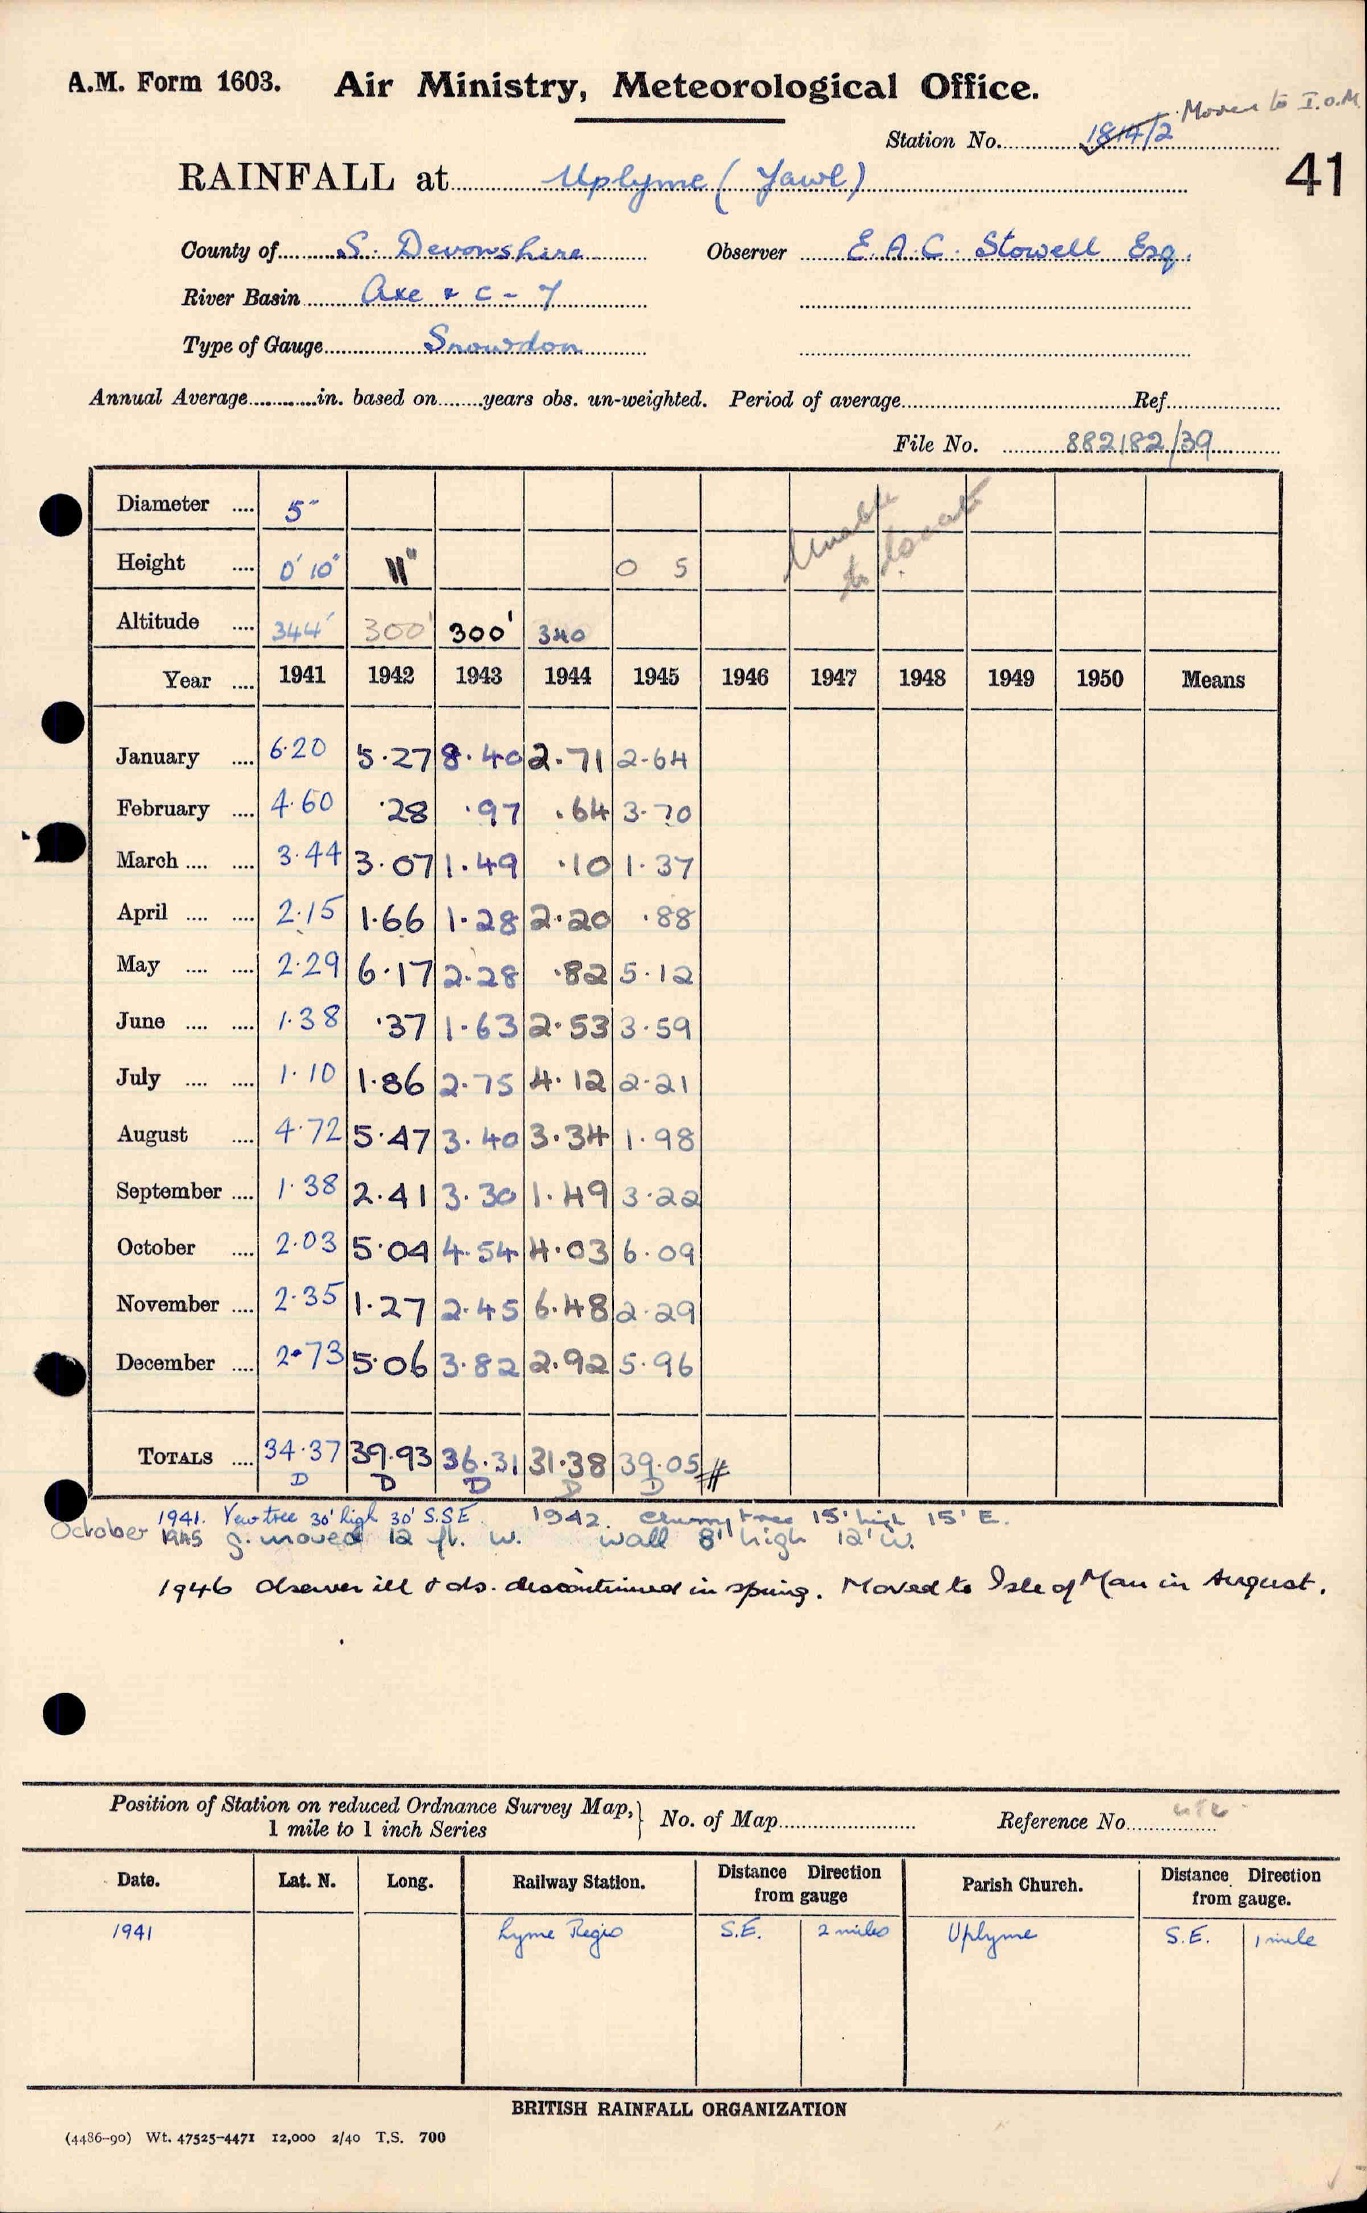 A.M. Form 1603. Air Ministry, Meteorological Office.
Moved to I.o.M.
Station No. 1814/2
41
RAINFALL at Uplyme (Yawl)
County of S. Devonshire Observer E.A.C. Stowell Esq.
River Basin Axe & c - 7
Type of Gauge Snowdon
Annual Average in. based on years obs. un-weighted. Period of average Ref
File No. 882182/39
Diameter .... 5"
Unable to locate
Height .... 0' 10" 11" 0 5
Altitude .... 344' 300' 300' 340
Year .... 1941 1942 1943 1944 1945 1946 1947 1948 1949 1950 Means
January .... 6.20 5.27 8.40 2.71 2.64
February .... 4.60 .28 .97 .64 3.70
March .... .... 3.44 3.07 1.49 .10 1.37
April .... .... 2.15 1.66 1.28 2.20 .88
May .... .... 2.29 6.17 2.28 .82 5.12
June .... .... 1.38 .37 1.63 2.53 3.59
July .... .... 1.10 1.86 2.75 4.12 2.21
August .... 4.72 5.47 3.40 3.34 1.98
September .... 1.38 2.41 3.30 1.49 3.22
October .... 2.03 5.04 4.54 4.03 6.09
November .... 2.35 1.27 2.45 6.48 2.29
December .... 2.73 5.06 3.82 2.92 5.96
TOTALS .... 34.37 39.93 36.31 31.38 39.05 #
D D D D D
1941. Yew tree 30' high 30' S.S.E. 1942. Cherry tree 15' high 15' E.
October 1945 g. moved 12 ft. W. wall 8' high 12' W.
1946 Observer ill & obs. discontinued in spring. Moved to Isle of Man in August.
Position of Station on reduced Ordnance Survey Map, 1 mile to 1 inch Series } No. of Map Reference No.
Date. Lat. N. Long. Railway Station. Distance Direction from gauge Parish Church. Distance Direction from gauge.
1941 Lyme Regis S.E. 2 miles Uplyme S.E. 1 mile
BRITISH RAINFALL ORGANIZATION
(4486-90) Wt. 47525-4471 12,000 2/40 T.S. 700